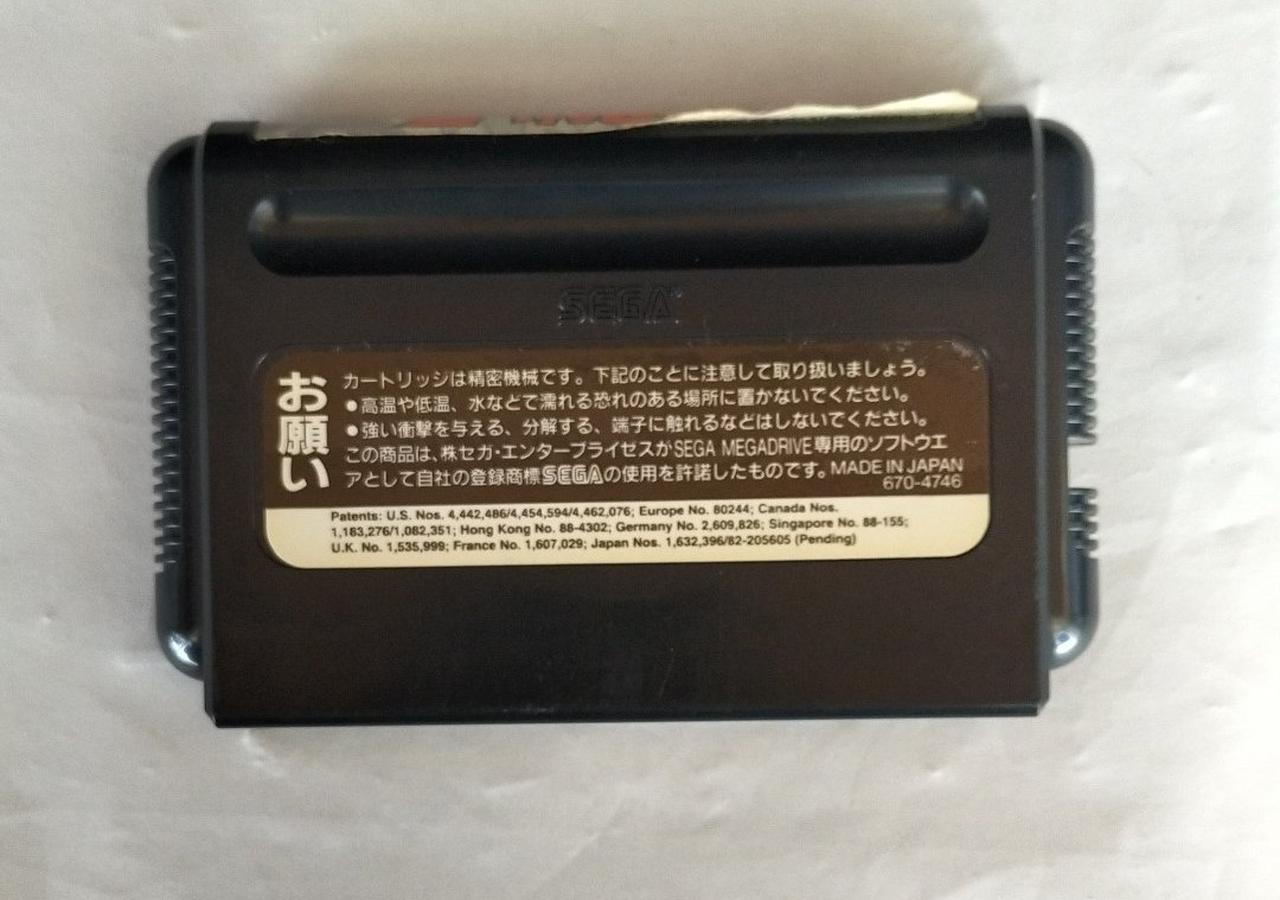 SEGA
お願い
カートリッジは精密機械です。下記のことに注意して取り扱いましょう。
●高温や低温、水などで濡れる恐れのある場所に置かないでください。
●強い衝撃を与える、分解する、端子に触れるなどはしないでください。
この商品は、株セガ・エンタープライゼスがSEGA MEGADRIVE専用のソフトウエ
アとして自社の登録商標SEGAの使用を許諾したものです。MADE IN JAPAN
670-4746
Patents: U.S. Nos. 4,442,486/4,454,594/4,462,076; Europe No. 80244; Canada Nos.
1,183,276/1,082,351; Hong Kong No. 88-4302; Germany No. 2,609,826; Singapore No. 88-155;
U.K. No. 1,535,999; France No. 1,607,029; Japan Nos. 1,632,396/82-205605 (Pending)